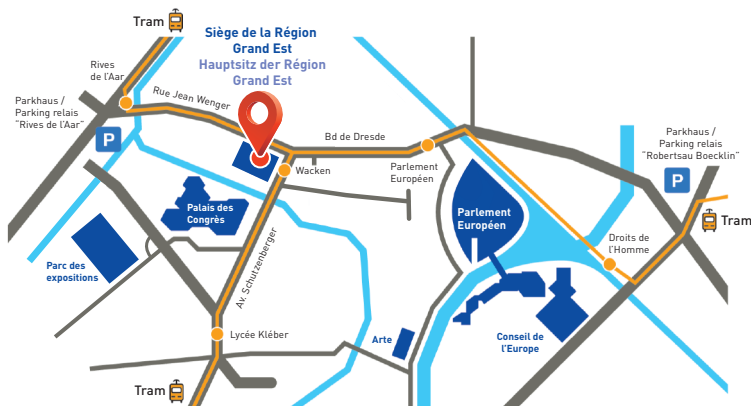 Tram
Siège de la Région
Grand Est
Hauptsitz der Région
Grand Est
Rives
de l'Aar
Rue Jean Wenger
Parkhaus /
Parking relais
"Rives de l'Aar"
P
Bd de Dresde
Wacken
Parlement
Européen
Parkhaus /
Parking relais
"Robertsau Boecklin"
P
Palais des
Congrès
Parlement
Européen
Tram
Droits de
l'Homme
Parc des
expositions
Av. Schutzenberger
Lycée Kléber
Arte
Conseil de
l'Europe
Tram